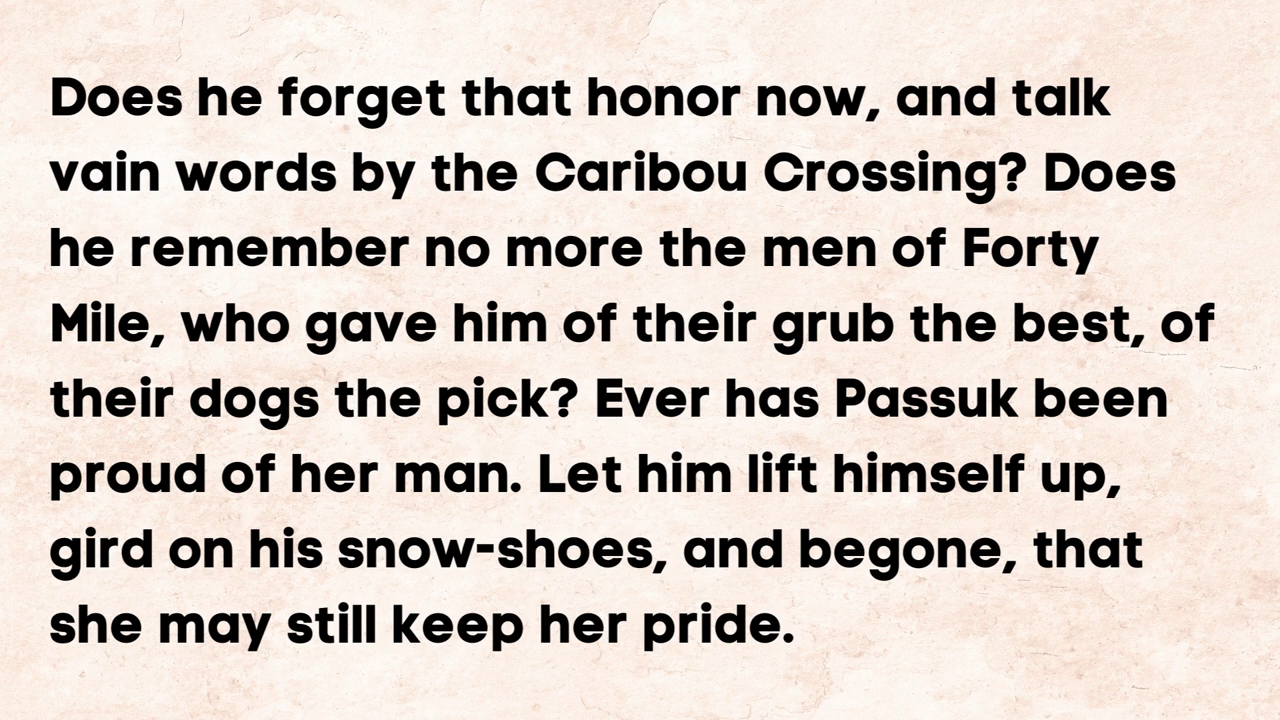 Does he forget that honor now, and talk
vain words by the Caribou Crossing? Does
he remember no more the men of Forty
Mile, who gave him of their grub the best, of
their dogs the pick? Ever has Passuk been
proud of her man. Let him lift himself up,
gird on his snow-shoes, and begone, that
she may still keep her pride.